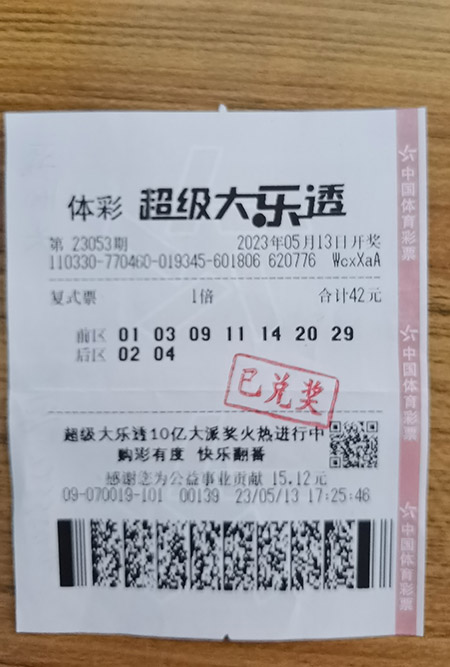 体彩 超级大乐透
第 23053期 2023年05月13日开奖
110330-770460-019345-601806 620776 WcxXaA
复式票 1倍 合计42元
前区 01 03 09 11 14 20 29
后区 02 04
已兑奖
超级大乐透10亿大派奖火热进行中
购彩有度 快乐翻番
感谢您为公益事业贡献 15.12元
09-070019-101 00139 23/05/13 17:25:46
中国体育彩票
中国体育彩票
中国体育彩票